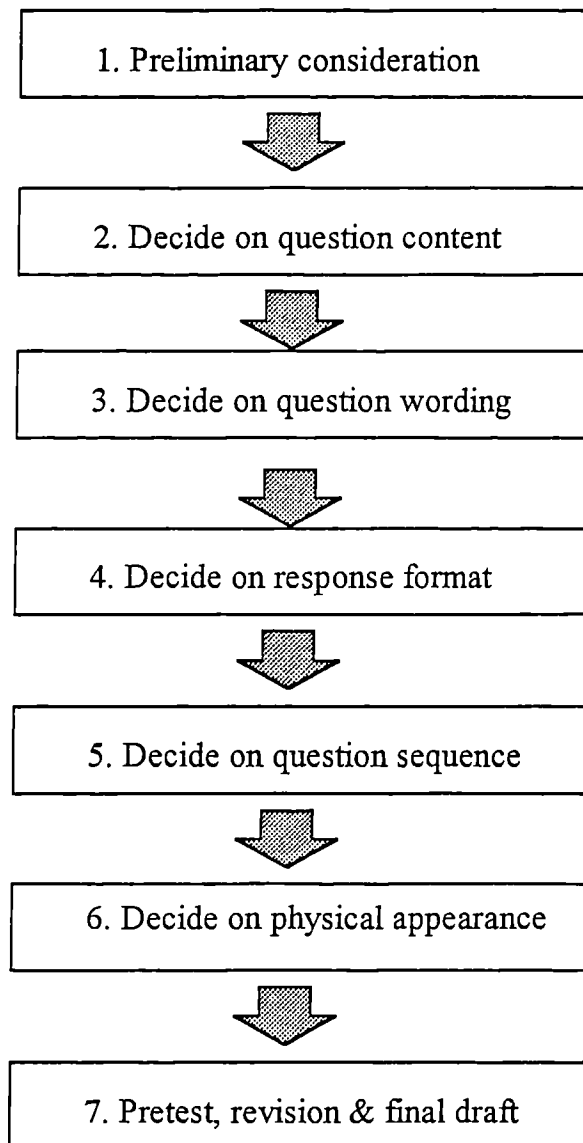 1. Preliminary consideration
2. Decide on question content
3. Decide on question wording
4. Decide on response format
5. Decide on question sequence
6. Decide on physical appearance
7. Pretest, revision & final draft